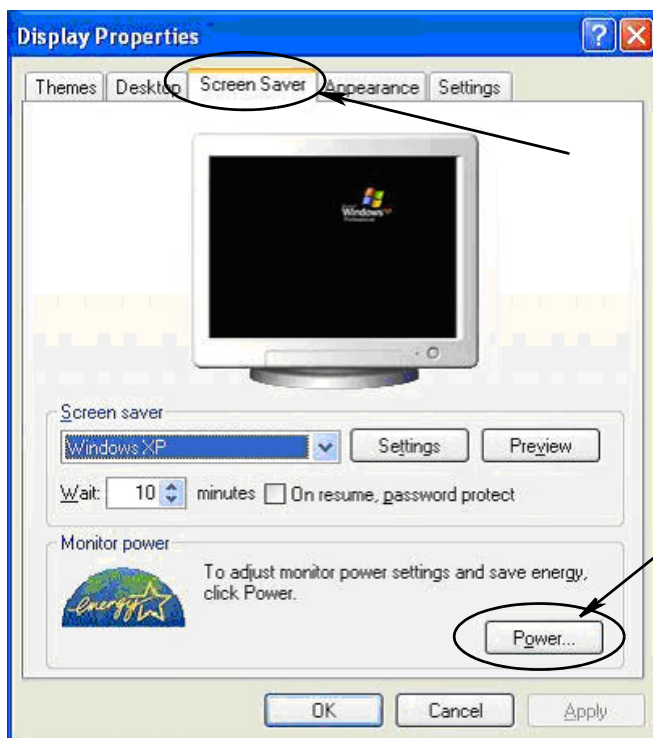 Display Properties
Themes Desktop Screen Saver Appearance Settings
Windows XP
Screen saver
Windows XP Settings Preview
Wait: 10 minutes On resume, password protect
Monitor power
To adjust monitor power settings and save energy,
click Power.
energy
Power...
OK Cancel Apply